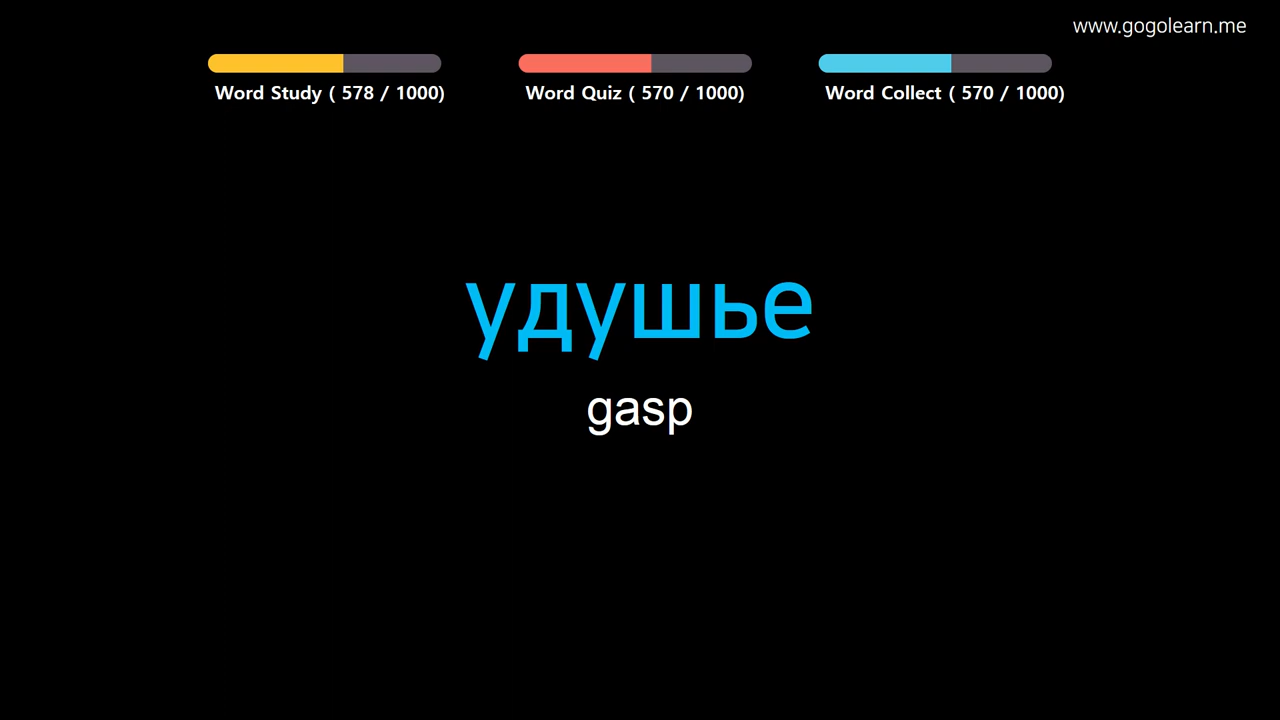 www.gogolearn.me
Word Study ( 578 / 1000)
Word Quiz ( 570 / 1000)
Word Collect ( 570 / 1000)
удушье
gasp